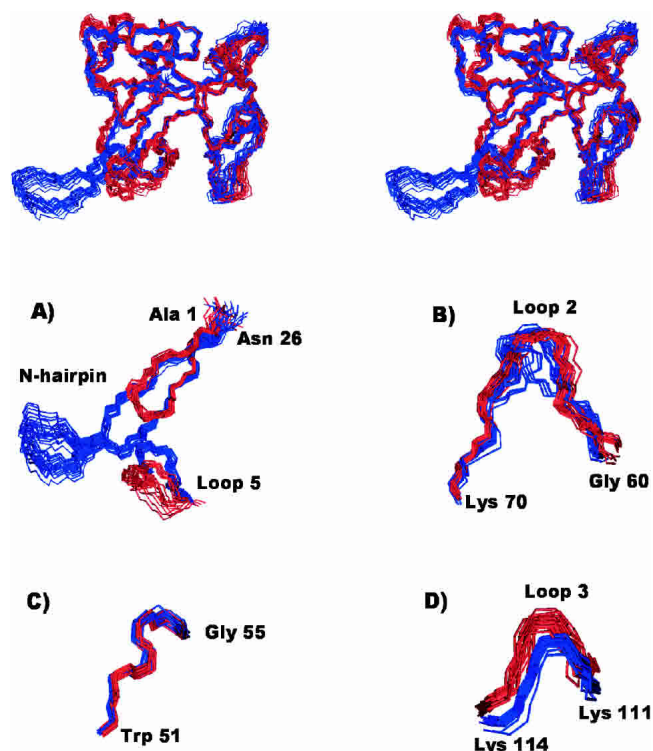 A)
Ala 1
Asn 26
N-hairpin
Loop 5
B)
Loop 2
Lys 70
Gly 60
C)
Gly 55
Trp 51
D)
Loop 3
Lys 111
Lys 114